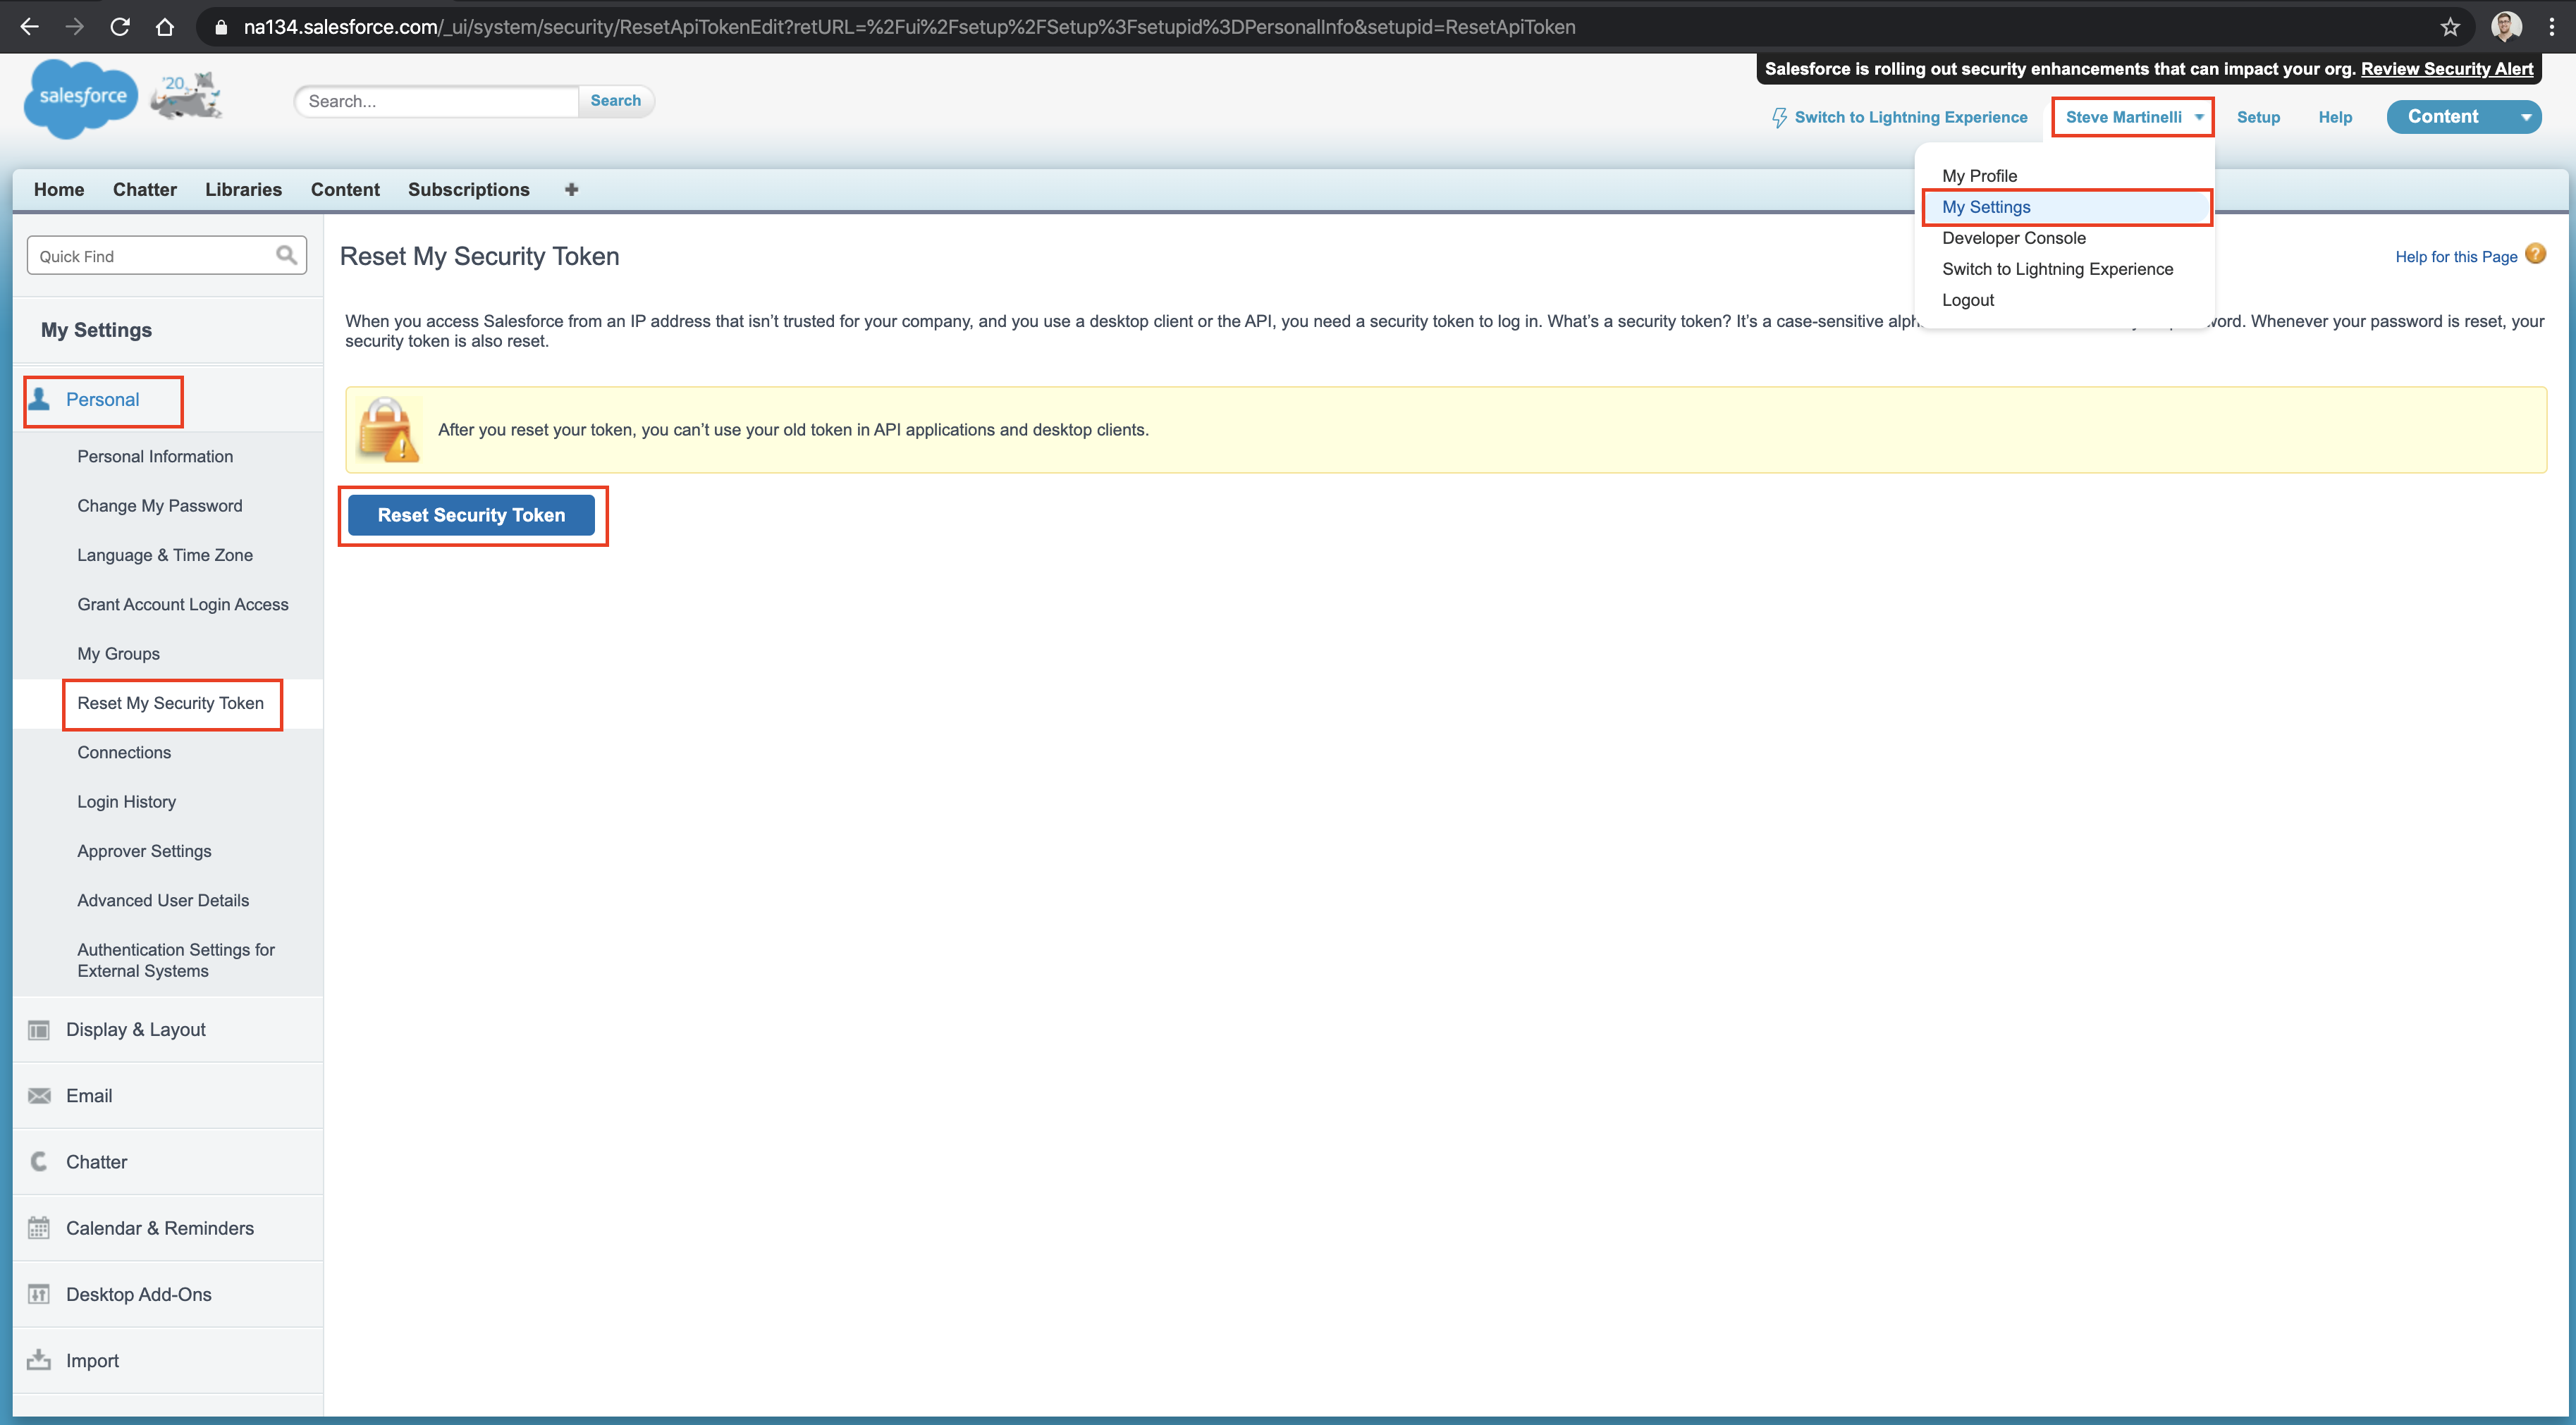 na134.salesforce.com/_ui/system/security/ResetApiTokenEdit?retURL=%2Fui%2Fsetup%2FSetup%3Fsetupid%3DPersonalInfo&setupid=ResetApiToken
Salesforce is rolling out security enhancements that can impact your org. Review Security Alert
salesforce
'20
Search...
Search
Switch to Lightning Experience
Steve Martinelli
Setup
Help
Content
Home
Chatter
Libraries
Content
Subscriptions
My Profile
My Settings
Developer Console
Switch to Lightning Experience
Logout
Quick Find
My Settings
Personal
Personal Information
Change My Password
Language & Time Zone
Grant Account Login Access
My Groups
Reset My Security Token
Connections
Login History
Approver Settings
Advanced User Details
Authentication Settings for
External Systems
Display & Layout
Email
Chatter
Calendar & Reminders
Desktop Add-Ons
Import
Reset My Security Token
Help for this Page
When you access Salesforce from an IP address that isn't trusted for your company, and you use a desktop client or the API, you need a security token to log in. What's a security token? It's a case-sensitive Whenever your password is reset, your
security token is also reset.
After you reset your token, you can't use your old token in API applications and desktop clients.
Reset Security Token